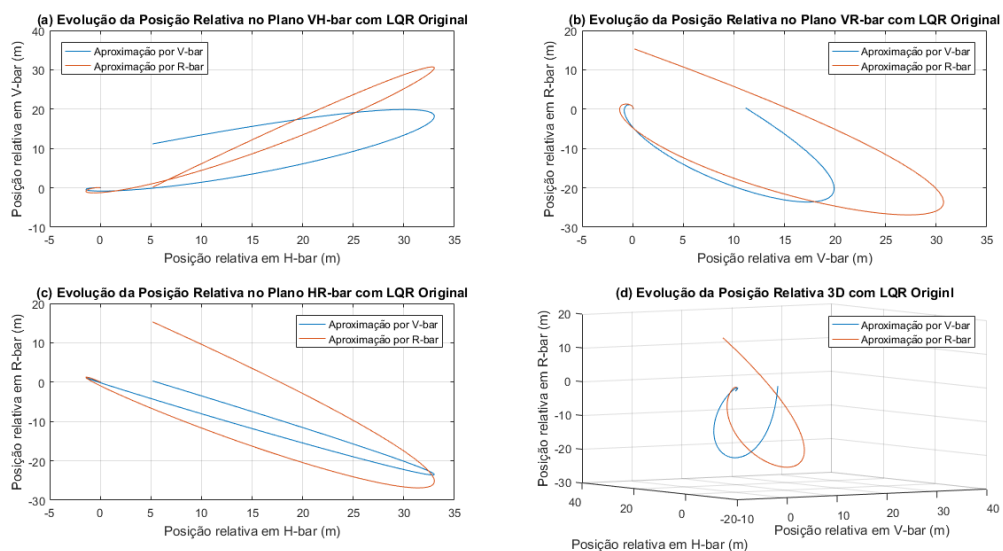 (a) Evolução da Posição Relativa no Plano VH-bar com LQR Original
Posição relativa em V-bar (m)
40
30
20
10
0
-10
Aproximação por V-bar
Aproximação por R-bar
-5 0 5 10 15 20 25 30 35
Posição relativa em H-bar (m)
(b) Evolução da Posição Relativa no Plano VR-bar com LQR Original
Posição relativa em R-bar (m)
20
10
0
-10
-20
-30
Aproximação por V-bar
Aproximação por R-bar
-5 0 5 10 15 20 25 30 35
Posição relativa em V-bar (m)
(c) Evolução da Posição Relativa no Plano HR-bar com LQR Original
Posição relativa em R-bar (m)
20
10
0
-10
-20
-30
Aproximação por V-bar
Aproximação por R-bar
-5 0 5 10 15 20 25 30 35
Posição relativa em H-bar (m)
(d) Evolução da Posição Relativa 3D com LQR Originl
Posição relativa em R-bar (m)
20
10
0
-10
-20
-30
Aproximação por V-bar
Aproximação por R-bar
40 20 0 -20
-10 0 10 20 30 40
Posição relativa em H-bar (m)
Posição relativa em V-bar (m)